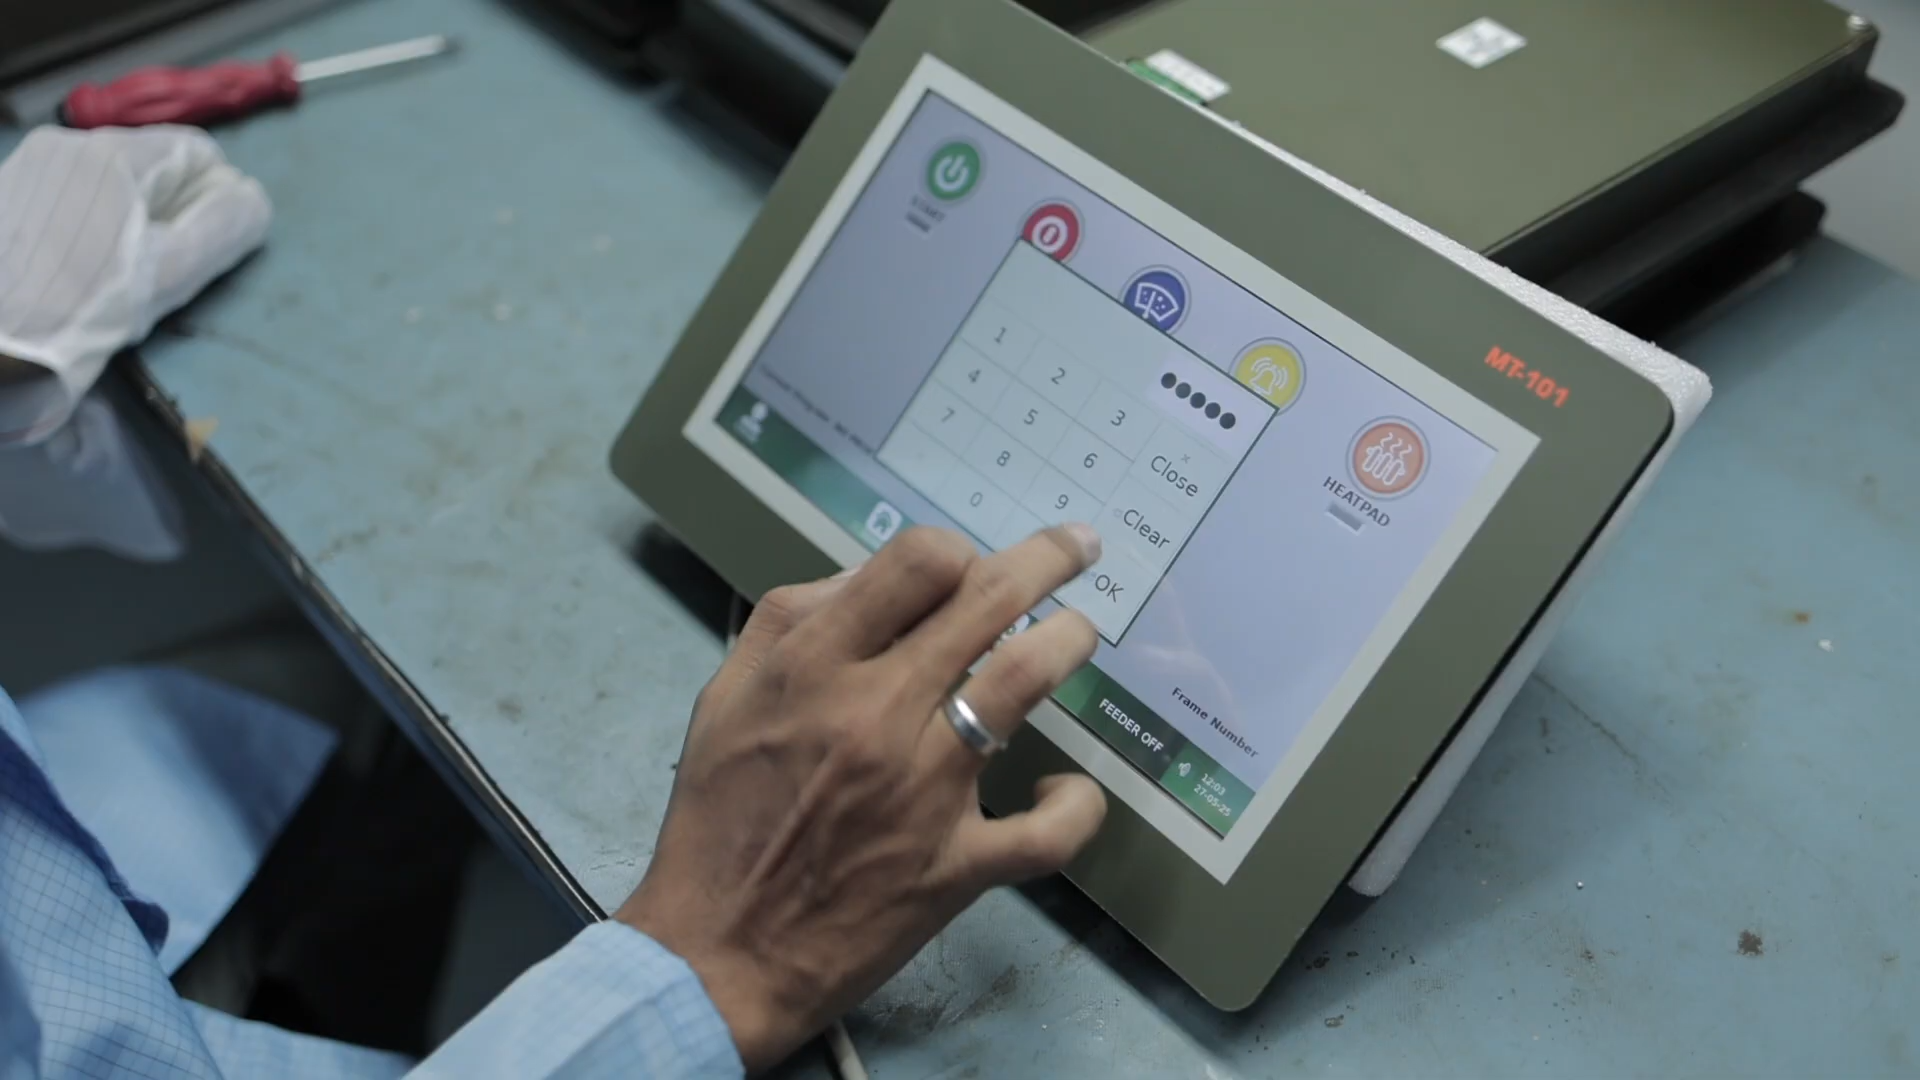 MT-101
START
HEATPAD
●●●●●
1 2 3 Close
4 5 6 Clear
7 8 9 OK
0
Frame Number
FEEDER OFF
12:03
27-05-25